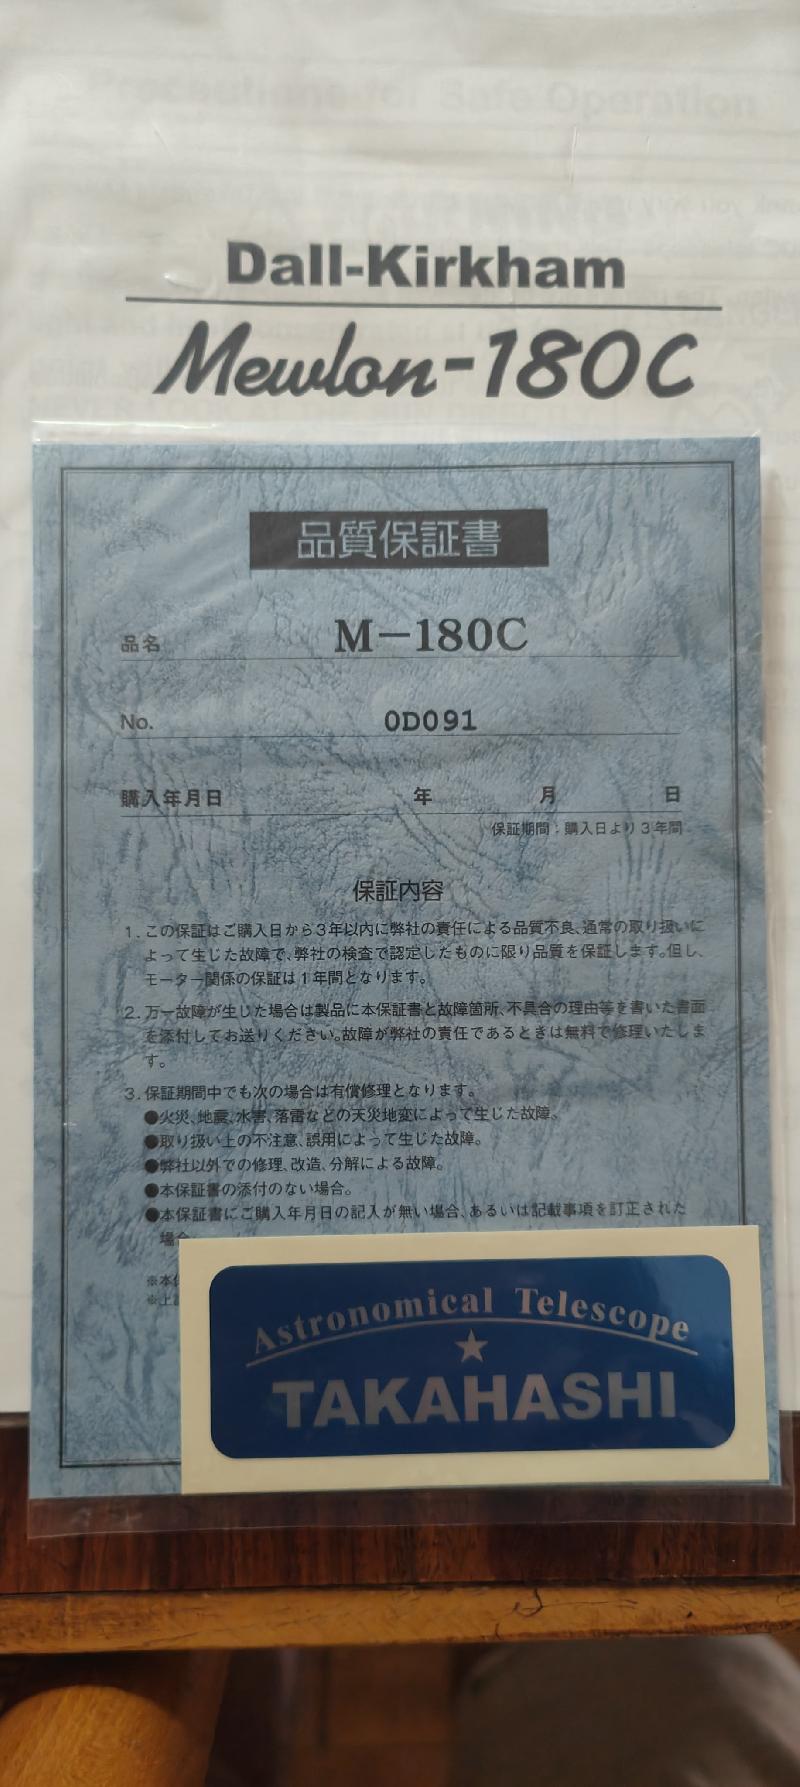 Precautions for Safe Operation
Dall-Kirkham
Mewlon-180C
品質保証書
品名 M-180C
No. 0D091
購入年月日 年 月 日
保証期間:購入日より3年間
保証内容
1.この保証はご購入日から3年以内に弊社の責任による品質不良、通常の取り扱いに
よって生じた故障で、弊社の検査で認定したものに限り品質を保証します。但し、
モーター関係の保証は1年間となります。
2.万一故障が生じた場合は製品に本保証書と故障箇所、不具合の理由等を書いた書面
を添付してお送りください。故障が弊社の責任であるときは無料で修理いたしま
す。
3.保証期間中でも次の場合は有償修理となります。
●火災、地震、水害、落雷などの天災地変によって生じた故障。
●取り扱い上の不注意、誤用によって生じた故障。
●弊社以外での修理、改造、分解による故障。
●本保証書の添付のない場合。
●本保証書にご購入年月日の記入が無い場合、あるいは記載事項を訂正された
場合
※本保
※上記
Astronomical Telescope
TAKAHASHI